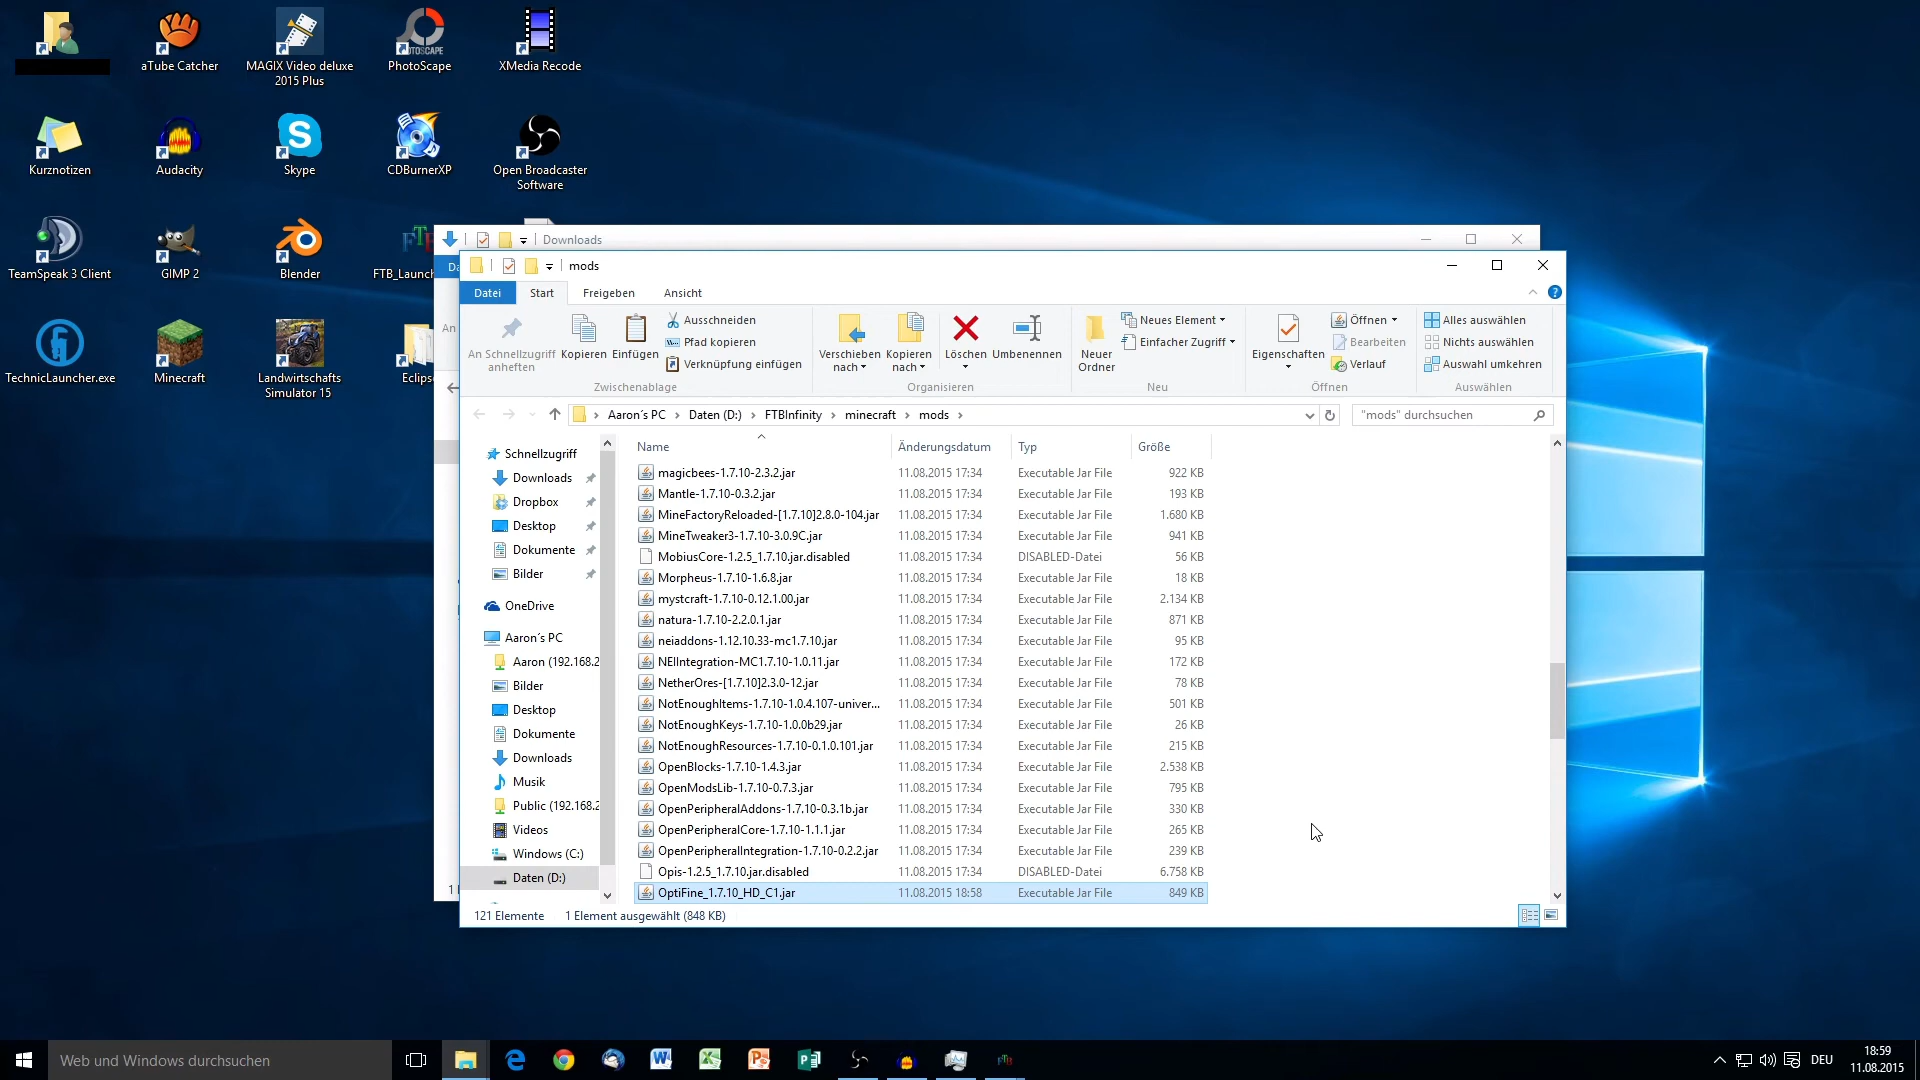 aTube Catcher
MAGIX Video deluxe
2015 Plus
PHOTOSCAPE
PhotoScape
XMedia Recode
Kurznotizen
Audacity
Skype
CDBurnerXP
Open Broadcaster
Software
TeamSpeak 3 Client
GIMP 2
Blender
FTB_Launch
TechnicLauncher.exe
Minecraft
Landwirtschafts
Simulator 15
Eclips
Downloads
Da
mods
Datei
Start
Freigeben
Ansicht
An
An Schnellzugriff
anheften
Kopieren
Einfügen
Ausschneiden
Pfad kopieren
Verknüpfung einfügen
Zwischenablage
Verschieben
nach
Kopieren
nach
Löschen
Umbenennen
Organisieren
Neuer
Ordner
Neues Element
Einfacher Zugriff
Neu
Eigenschaften
Öffnen
Bearbeiten
Verlauf
Öffnen
Alles auswählen
Nichts auswählen
Auswahl umkehren
Auswählen
Aaron´s PC > Daten (D:) > FTBInfinity > minecraft > mods >
"mods" durchsuchen
Schnellzugriff
Downloads
Dropbox
Desktop
Dokumente
Bilder
OneDrive
Aaron´s PC
Aaron (192.168.2
Bilder
Desktop
Dokumente
Downloads
Musik
Public (192.168.2
Videos
Windows (C:)
Daten (D:)
Name Änderungsdatum Typ Größe
magicbees-1.7.10-2.3.2.jar 11.08.2015 17:34 Executable Jar File 922 KB
Mantle-1.7.10-0.3.2.jar 11.08.2015 17:34 Executable Jar File 193 KB
MineFactoryReloaded-[1.7.10]2.8.0-104.jar 11.08.2015 17:34 Executable Jar File 1.680 KB
MineTweaker3-1.7.10-3.0.9C.jar 11.08.2015 17:34 Executable Jar File 941 KB
MobiusCore-1.2.5_1.7.10.jar.disabled 11.08.2015 17:34 DISABLED-Datei 56 KB
Morpheus-1.7.10-1.6.8.jar 11.08.2015 17:34 Executable Jar File 18 KB
mystcraft-1.7.10-0.12.1.00.jar 11.08.2015 17:34 Executable Jar File 2.134 KB
natura-1.7.10-2.2.0.1.jar 11.08.2015 17:34 Executable Jar File 871 KB
neiaddons-1.12.10.33-mc1.7.10.jar 11.08.2015 17:34 Executable Jar File 95 KB
NEIIntegration-MC1.7.10-1.0.11.jar 11.08.2015 17:34 Executable Jar File 172 KB
NetherOres-[1.7.10]2.3.0-12.jar 11.08.2015 17:34 Executable Jar File 78 KB
NotEnoughItems-1.7.10-1.0.4.107-univer... 11.08.2015 17:34 Executable Jar File 501 KB
NotEnoughKeys-1.7.10-1.0.0b29.jar 11.08.2015 17:34 Executable Jar File 26 KB
NotEnoughResources-1.7.10-0.1.0.101.jar 11.08.2015 17:34 Executable Jar File 215 KB
OpenBlocks-1.7.10-1.4.3.jar 11.08.2015 17:34 Executable Jar File 2.538 KB
OpenModsLib-1.7.10-0.7.3.jar 11.08.2015 17:34 Executable Jar File 795 KB
OpenPeripheralAddons-1.7.10-0.3.1b.jar 11.08.2015 17:34 Executable Jar File 330 KB
OpenPeripheralCore-1.7.10-1.1.1.jar 11.08.2015 17:34 Executable Jar File 265 KB
OpenPeripheralIntegration-1.7.10-0.2.2.jar 11.08.2015 17:34 Executable Jar File 239 KB
Opis-1.2.5_1.7.10.jar.disabled 11.08.2015 17:34 DISABLED-Datei 6.758 KB
OptiFine_1.7.10_HD_C1.jar 11.08.2015 18:58 Executable Jar File 849 KB
121 Elemente 1 Element ausgewählt (848 KB)
Web und Windows durchsuchen
DEU
18:59
11.08.2015